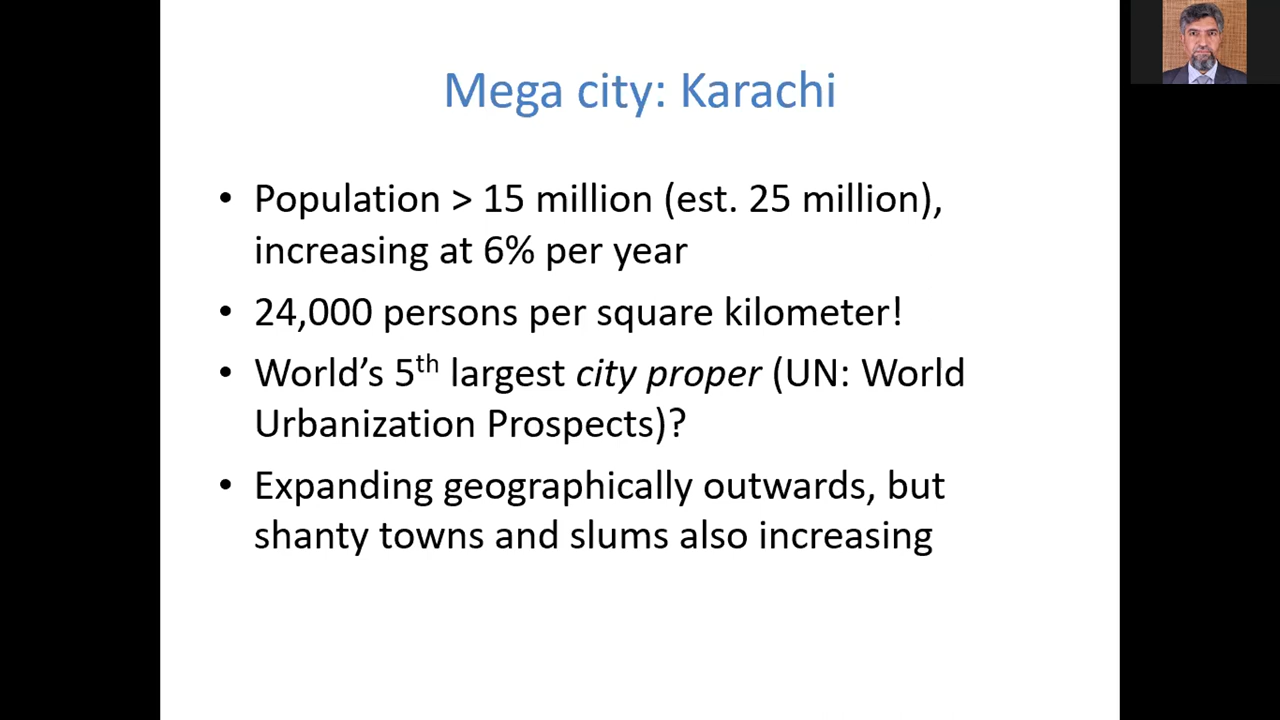 Mega city: Karachi
• Population > 15 million (est. 25 million),
increasing at 6% per year
• 24,000 persons per square kilometer!
• World’s 5th largest city proper (UN: World
Urbanization Prospects)?
• Expanding geographically outwards, but
shanty towns and slums also increasing